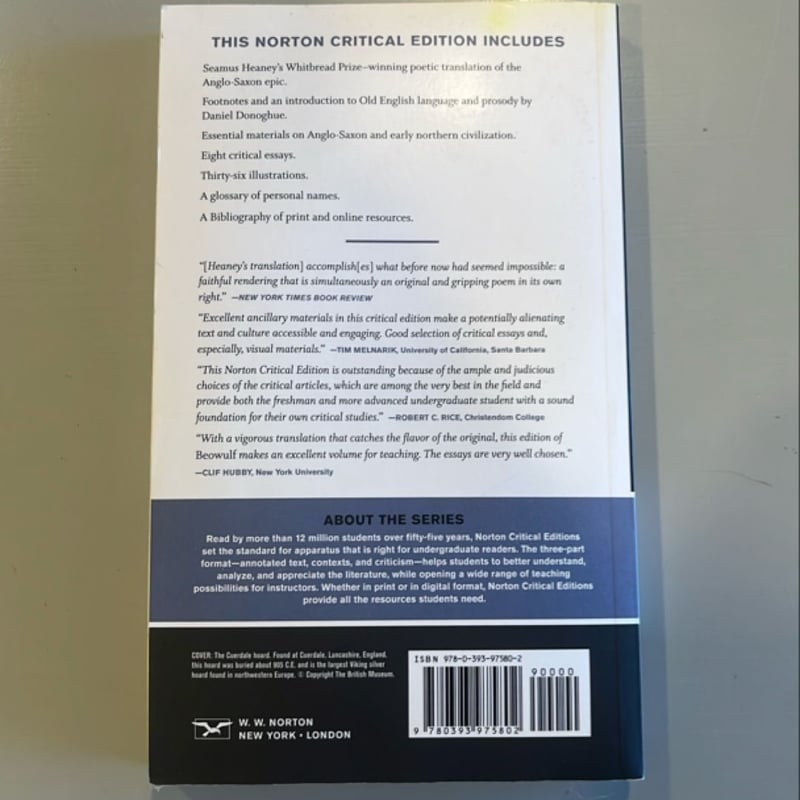 THIS NORTON CRITICAL EDITION INCLUDES
Seamus Heaney's Whitbread Prize–winning poetic translation of the
Anglo-Saxon epic.
Footnotes and an introduction to Old English language and prosody by
Daniel Donoghue.
Essential materials on Anglo-Saxon and early northern civilization.
Eight critical essays.
Thirty-six illustrations.
A glossary of personal names.
A Bibliography of print and online resources.
"[Heaney's translation] accomplish[es] what before now had seemed impossible: a
faithful rendering that is simultaneously an original and gripping poem in its own
right." —NEW YORK TIMES BOOK REVIEW
"Excellent ancillary materials in this critical edition make a potentially alienating
text and culture accessible and engaging. Good selection of critical essays and,
especially, visual materials." —TIM MELNARIK, University of California, Santa Barbara
"This Norton Critical Edition is outstanding because of the ample and judicious
choices of the critical articles, which are among the very best in the field and
provide both the freshman and more advanced undergraduate student with a sound
foundation for their own critical studies." —ROBERT C. RICE, Christendom College
"With a vigorous translation that catches the flavor of the original, this edition of
Beowulf makes an excellent volume for teaching. The essays are very well chosen."
—CLIF HUBBY, New York University
ABOUT THE SERIES
Read by more than 12 million students over fifty-five years, Norton Critical Editions
set the standard for apparatus that is right for undergraduate readers. The three-part
format—annotated text, contexts, and criticism—helps students to better understand,
analyze, and appreciate the literature, while opening a wide range of teaching
possibilities for instructors. Whether in print or in digital format, Norton Critical Editions
provide all the resources students need.
COVER: The Cuerdale hoard. Found at Cuerdale, Lancashire, England,
this hoard was buried about 905 C.E. and is the largest Viking silver
hoard found in northwestern Europe. © Copyright The British Museum.
W. W. NORTON
NEW YORK • LONDON
ISBN 978-0-393-97580-2
90000
9 780393 975802